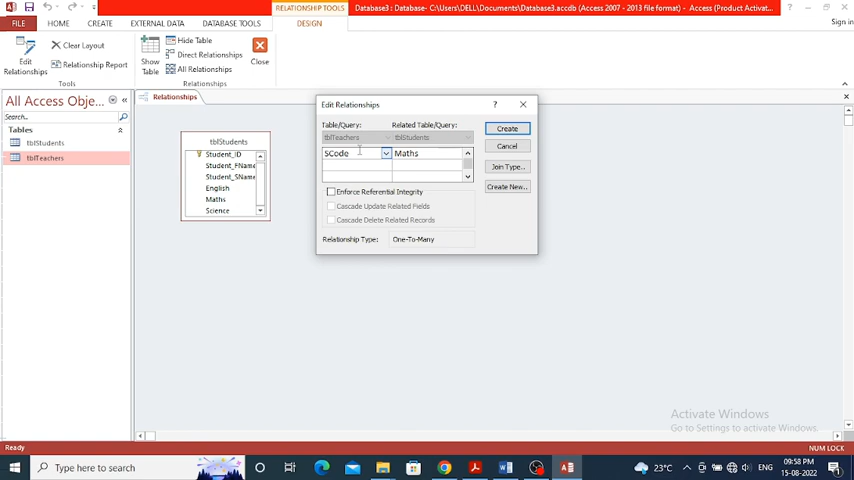 RELATIONSHIP TOOLS
Database3 : Database- C:\Users\DELL\Documents\Database3.accdb (Access 2007 - 2013 file format) - Access (Product Activat...
FILE HOME CREATE EXTERNAL DATA DATABASE TOOLS DESIGN
Sign in
Edit Relationships
Clear Layout
Relationship Report
Tools
Show Table
Hide Table
Direct Relationships
All Relationships
Relationships
Close
All Access Obje...
Search...
Tables
tblStudents
tblTeachers
Relationships
tblStudents
Student_ID
Student_FName
Student_SName
English
Maths
Science
Edit Relationships
?
Table/Query: Related Table/Query:
tblTeachers tblStudents
SCode Maths
Enforce Referential Integrity
Cascade Update Related Fields
Cascade Delete Related Records
Relationship Type: One-To-Many
Create
Cancel
Join Type..
Create New..
Activate Windows
Go to Settings to activate Windows.
Ready
NUM LOCK
Type here to search
23°C
ENG
09:58 PM
15-08-2022